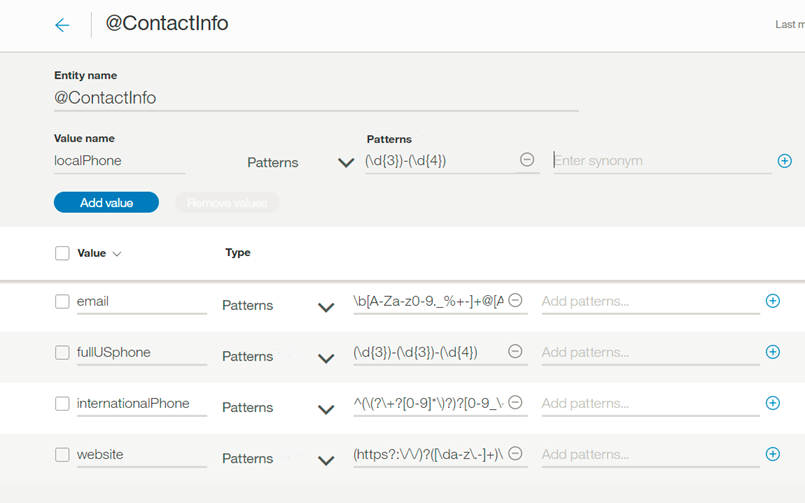 @ContactInfo
Last m
Entity name
@ContactInfo
Value name
Patterns
localPhone
Patterns
(\d{3})-(\d{4})
Enter synonym
Add value
Remove values
Value
Type
email
Patterns
\b[A-Za-z0-9._%+-]+@[A
Add patterns...
fullUSphone
Patterns
(\d{3})-(\d{3})-(\d{4})
Add patterns...
internationalPhone
Patterns
^(\(?\+?[0-9]*\)?)?[0-9_\-
Add patterns...
website
Patterns
(https?:\/\/)?([\da-z\.-]+)\
Add patterns...